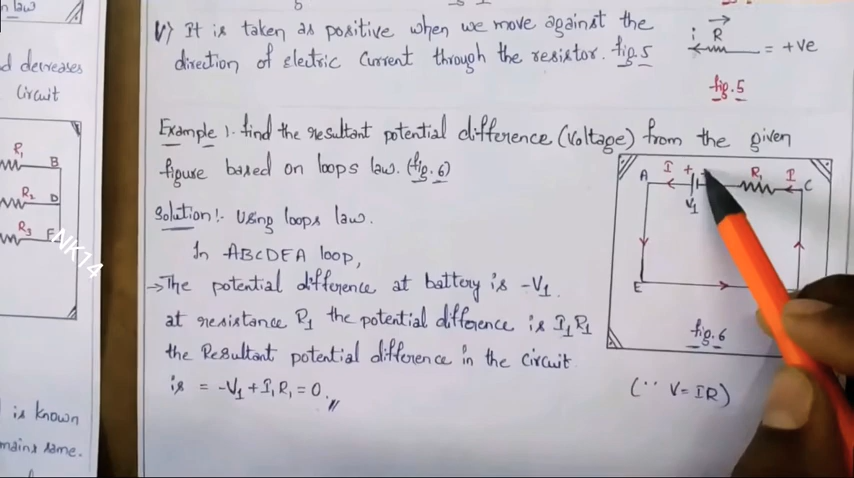 n law
d decreases
Circuit
R1
B
R2
D
R3
F
NK14
is known
mains same.
V) It is taken as positive when we move against the
direction of electric current through the resistor. fig.5
i R = +ve
fig.5
Example 1. find the resultant potential difference (Voltage) from the given
figure based on loops law. (fig.6)
Solution:- Using loops law.
In ABCDEA loop,
→The potential difference at battery is -V1.
at resistance R1 the potential difference is I1R1
the Resultant potential difference in the circuit
is = -V1 + I1R1 = 0.
A I + R1 I C
V1
E
fig.6
(∵ V=IR)